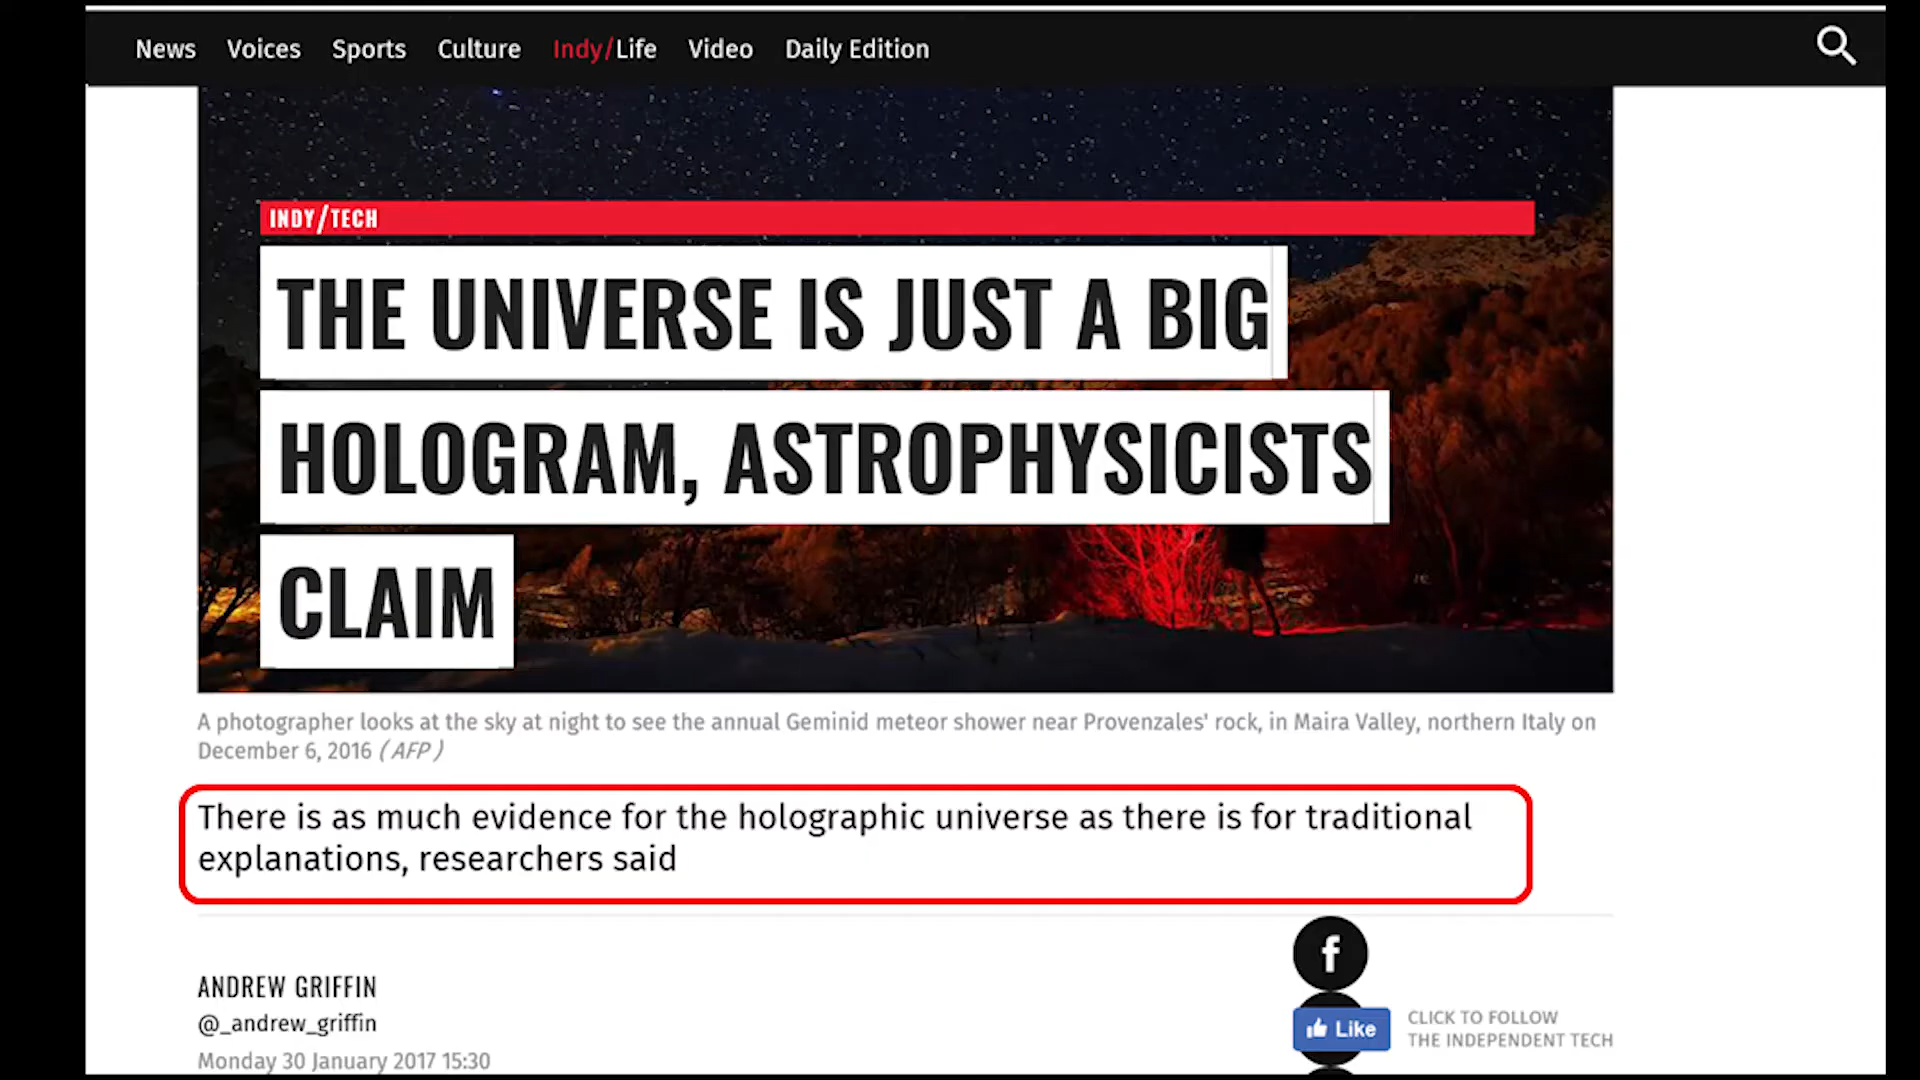 News Voices Sports Culture Indy/Life Video Daily Edition
INDY/TECH
THE UNIVERSE IS JUST A BIG
HOLOGRAM, ASTROPHYSICISTS
CLAIM
A photographer looks at the sky at night to see the annual Geminid meteor shower near Provenzales' rock, in Maira Valley, northern Italy on
December 6, 2016 (AFP)
There is as much evidence for the holographic universe as there is for traditional
explanations, researchers said
ANDREW GRIFFIN
@_andrew_griffin
Monday 30 January 2017 15:30
f
Like
CLICK TO FOLLOW
THE INDEPENDENT TECH